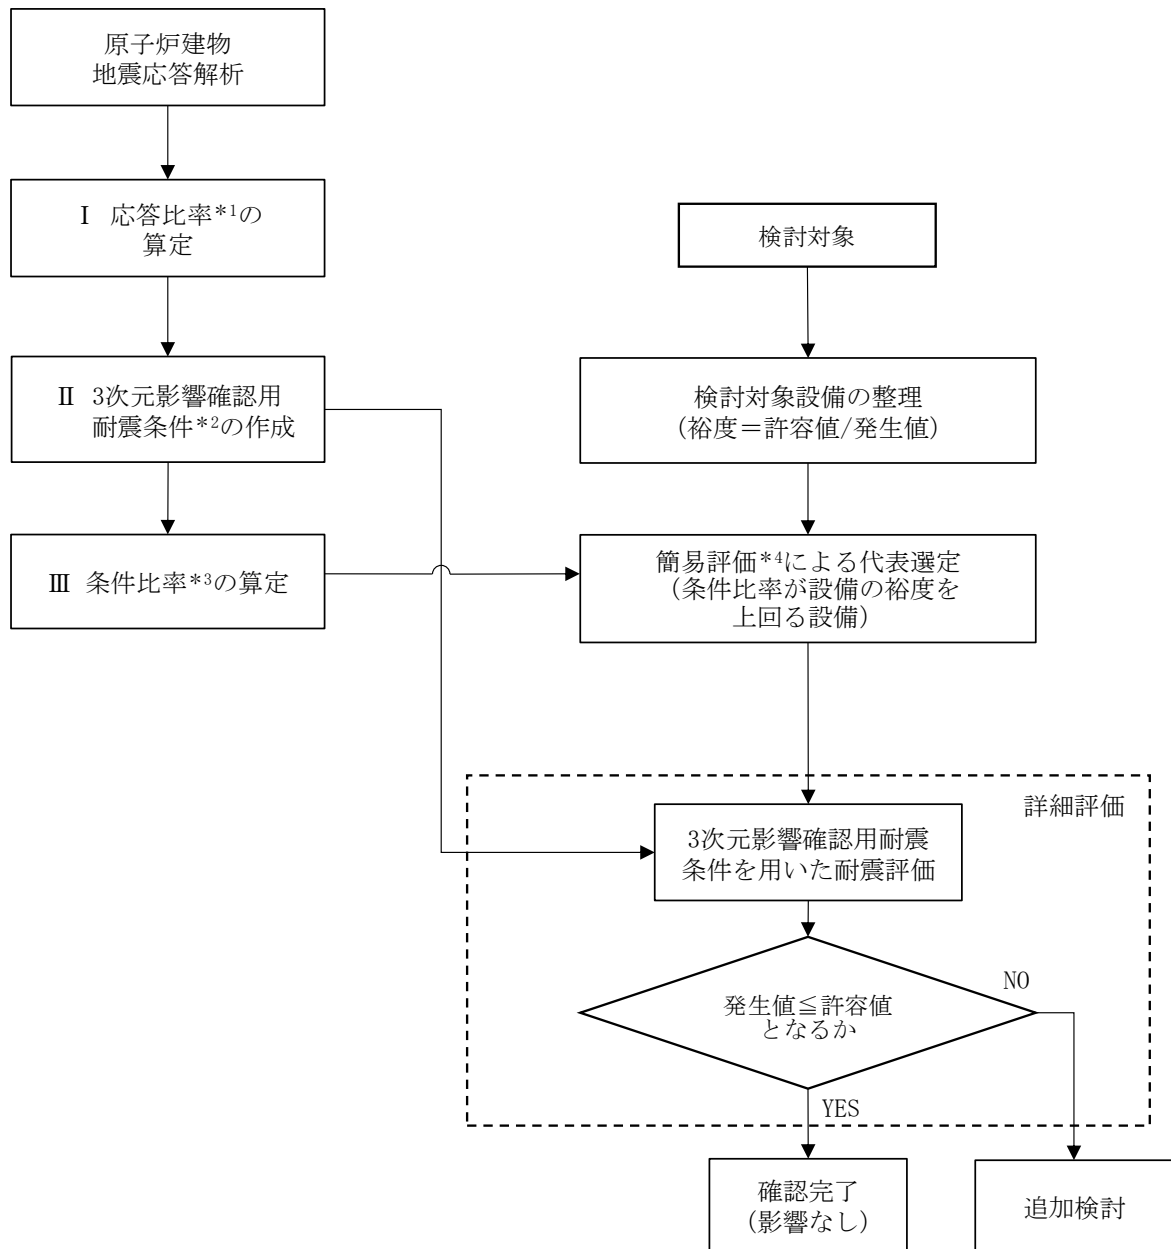 原子炉建物
地震応答解析
Ⅰ 応答比率*1の
算定
Ⅱ 3次元影響確認用
耐震条件*2の作成
Ⅲ 条件比率*3の算定
検討対象
検討対象設備の整理
（裕度＝許容値/発生値）
簡易評価*4による代表選定
（条件比率が設備の裕度を
上回る設備）
詳細評価
3次元影響確認用耐震
条件を用いた耐震評価
発生値≦許容値
となるか
NO
YES
確認完了
（影響なし）
追加検討